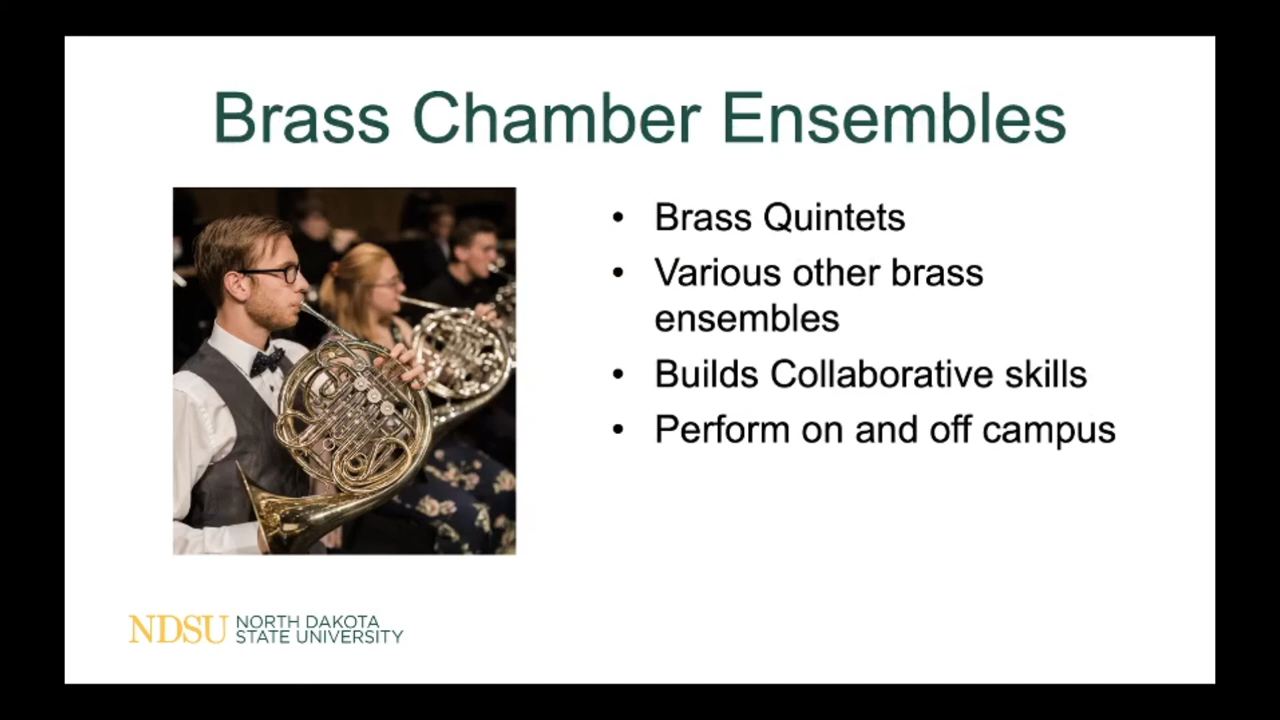 Brass Chamber Ensembles
• Brass Quintets
• Various other brass
ensembles
• Builds Collaborative skills
• Perform on and off campus
NDSU NORTH DAKOTA
STATE UNIVERSITY